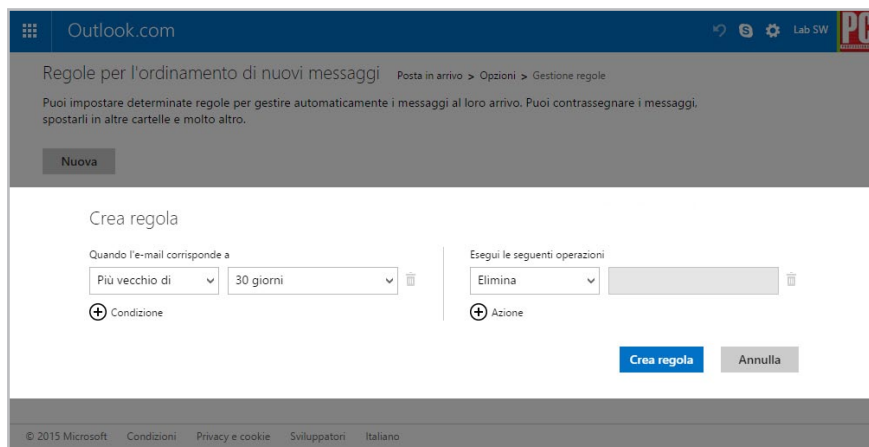 Outlook.com
Lab SW
PC
Regole per l'ordinamento di nuovi messaggi Posta in arrivo > Opzioni > Gestione regole
Puoi impostare determinate regole per gestire automaticamente i messaggi al loro arrivo. Puoi contrassegnare i messaggi,
spostarli in altre cartelle e molto altro.
Nuova
Crea regola
Quando l'e-mail corrisponde a
Più vecchio di 30 giorni
Condizione
Esegui le seguenti operazioni
Elimina
Azione
Crea regola Annulla
© 2015 Microsoft Condizioni Privacy e cookie Sviluppatori Italiano